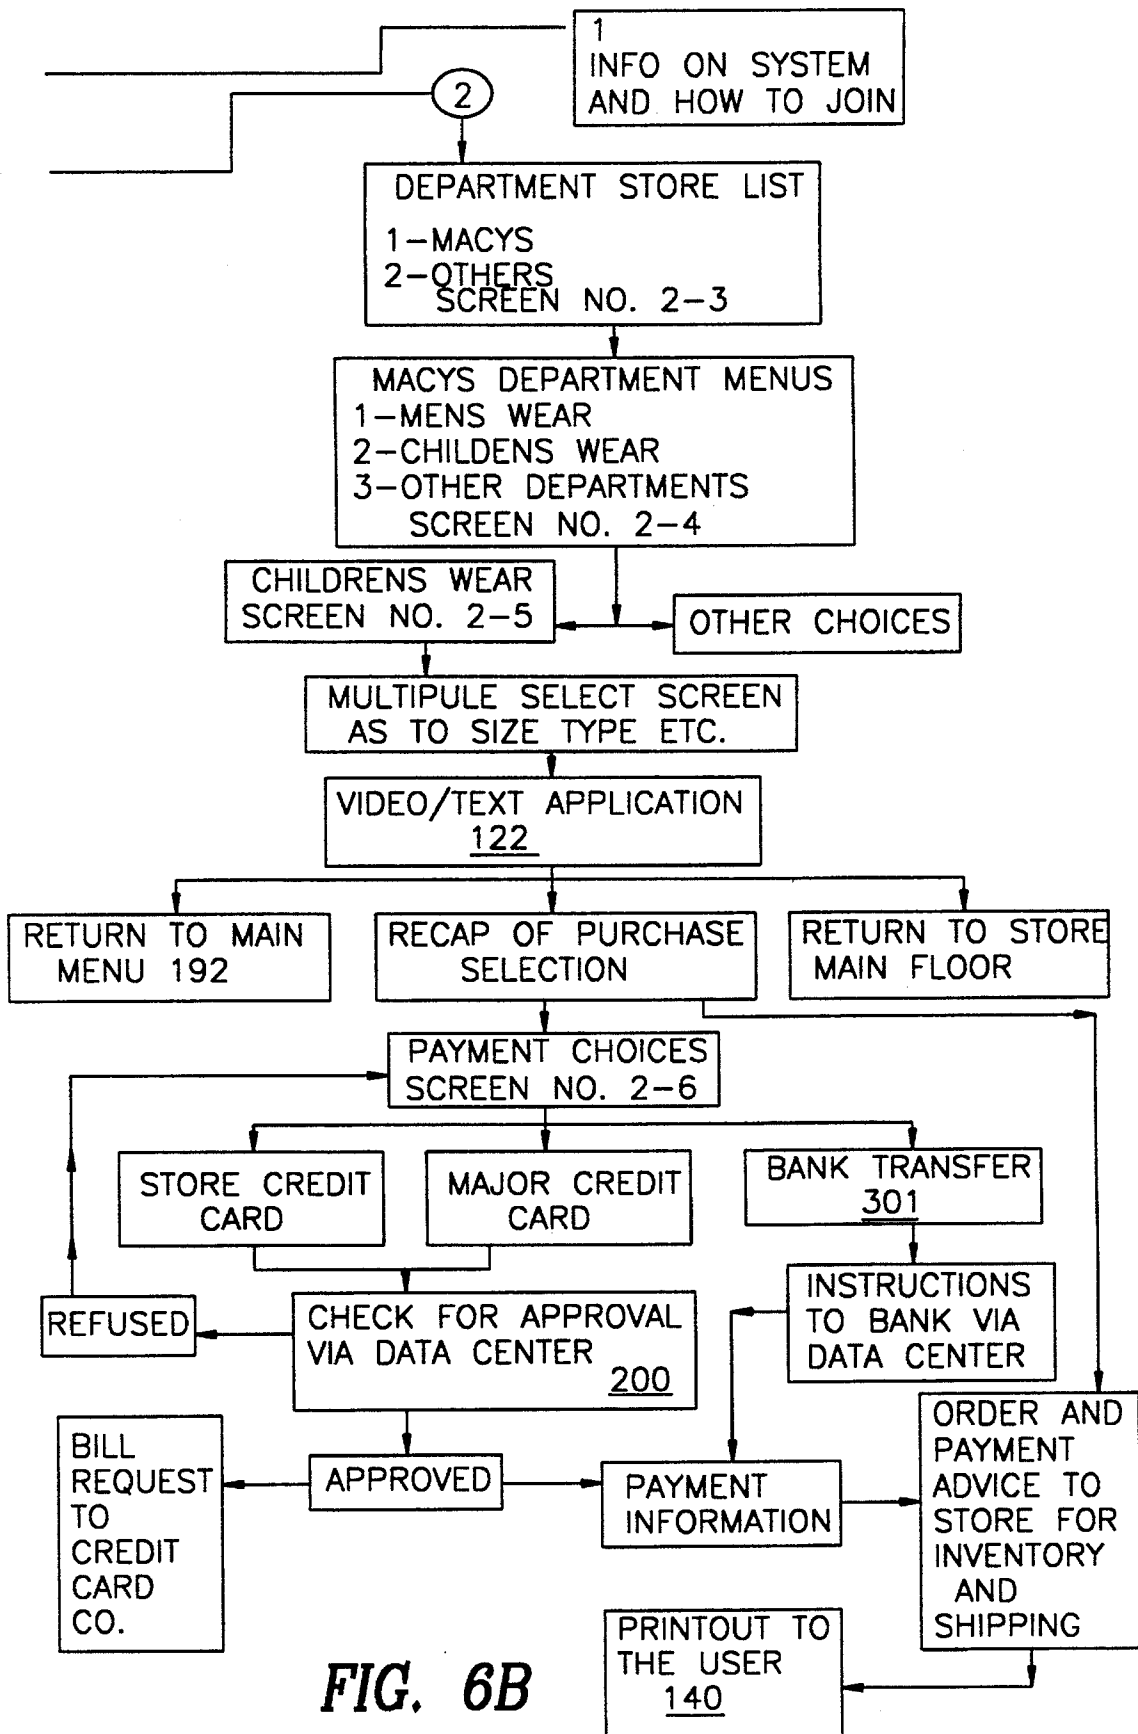 1
INFO ON SYSTEM
AND HOW TO JOIN
2
DEPARTMENT STORE LIST
1-MACYS
2-OTHERS
SCREEN NO. 2-3
MACYS DEPARTMENT MENUS
1-MENS WEAR
2-CHILDENS WEAR
3-OTHER DEPARTMENTS
SCREEN NO. 2-4
CHILDRENS WEAR
SCREEN NO. 2-5
OTHER CHOICES
MULTIPULE SELECT SCREEN
AS TO SIZE TYPE ETC.
VIDEO/TEXT APPLICATION
122
RETURN TO MAIN
MENU 192
RECAP OF PURCHASE
SELECTION
RETURN TO STORE
MAIN FLOOR
PAYMENT CHOICES
SCREEN NO. 2-6
STORE CREDIT
CARD
MAJOR CREDIT
CARD
BANK TRANSFER
301
REFUSED
CHECK FOR APPROVAL
VIA DATA CENTER
200
INSTRUCTIONS
TO BANK VIA
DATA CENTER
BILL
REQUEST
TO
CREDIT
CARD
CO.
APPROVED
PAYMENT
INFORMATION
ORDER AND
PAYMENT
ADVICE TO
STORE FOR
INVENTORY
AND
SHIPPING
PRINTOUT TO
THE USER
140
FIG. 6B